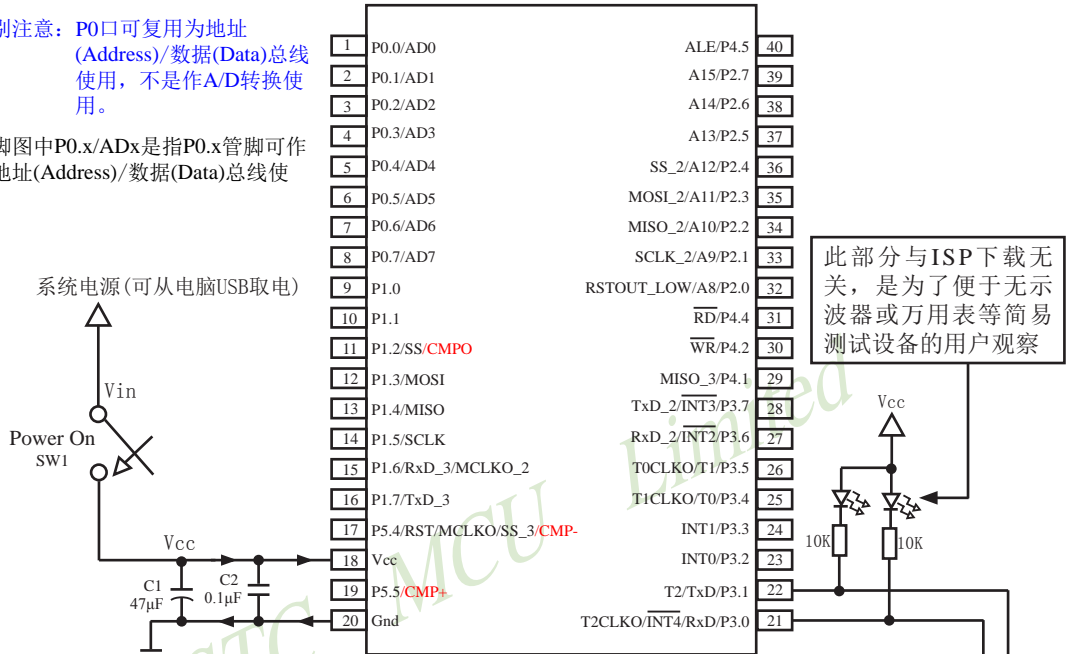 别注意：P0口可复用为地址
(Address)/数据(Data)总线
使用，不是作A/D转换使
用。
脚图中P0.x/ADx是指P0.x管脚可作
地址(Address)/数据(Data)总线使
系统电源(可从电脑USB取电)
Vin
Power On
SW1
Vcc
C1
47μF
C2
0.1μF
1 P0.0/AD0
2 P0.1/AD1
3 P0.2/AD2
4 P0.3/AD3
5 P0.4/AD4
6 P0.5/AD5
7 P0.6/AD6
8 P0.7/AD7
9 P1.0
10 P1.1
11 P1.2/SS/CMPO
12 P1.3/MOSI
13 P1.4/MISO
14 P1.5/SCLK
15 P1.6/RxD_3/MCLKO_2
16 P1.7/TxD_3
17 P5.4/RST/MCLKO/SS_3/CMP-
18 Vcc
19 P5.5/CMP+
20 Gnd
ALE/P4.5 40
A15/P2.7 39
A14/P2.6 38
A13/P2.5 37
SS_2/A12/P2.4 36
MOSI_2/A11/P2.3 35
MISO_2/A10/P2.2 34
SCLK_2/A9/P2.1 33
RSTOUT_LOW/A8/P2.0 32
RD/P4.4 31
WR/P4.2 30
MISO_3/P4.1 29
TxD_2/INT3/P3.7 28
RxD_2/INT2/P3.6 27
T0CLKO/T1/P3.5 26
T1CLKO/T0/P3.4 25
INT1/P3.3 24
INT0/P3.2 23
T2/TxD/P3.1 22
T2CLKO/INT4/RxD/P3.0 21
此部分与ISP下载无
关，是为了便于无示
波器或万用表等简易
测试设备的用户观察
Vcc
10K
10K
STC MCU Limited